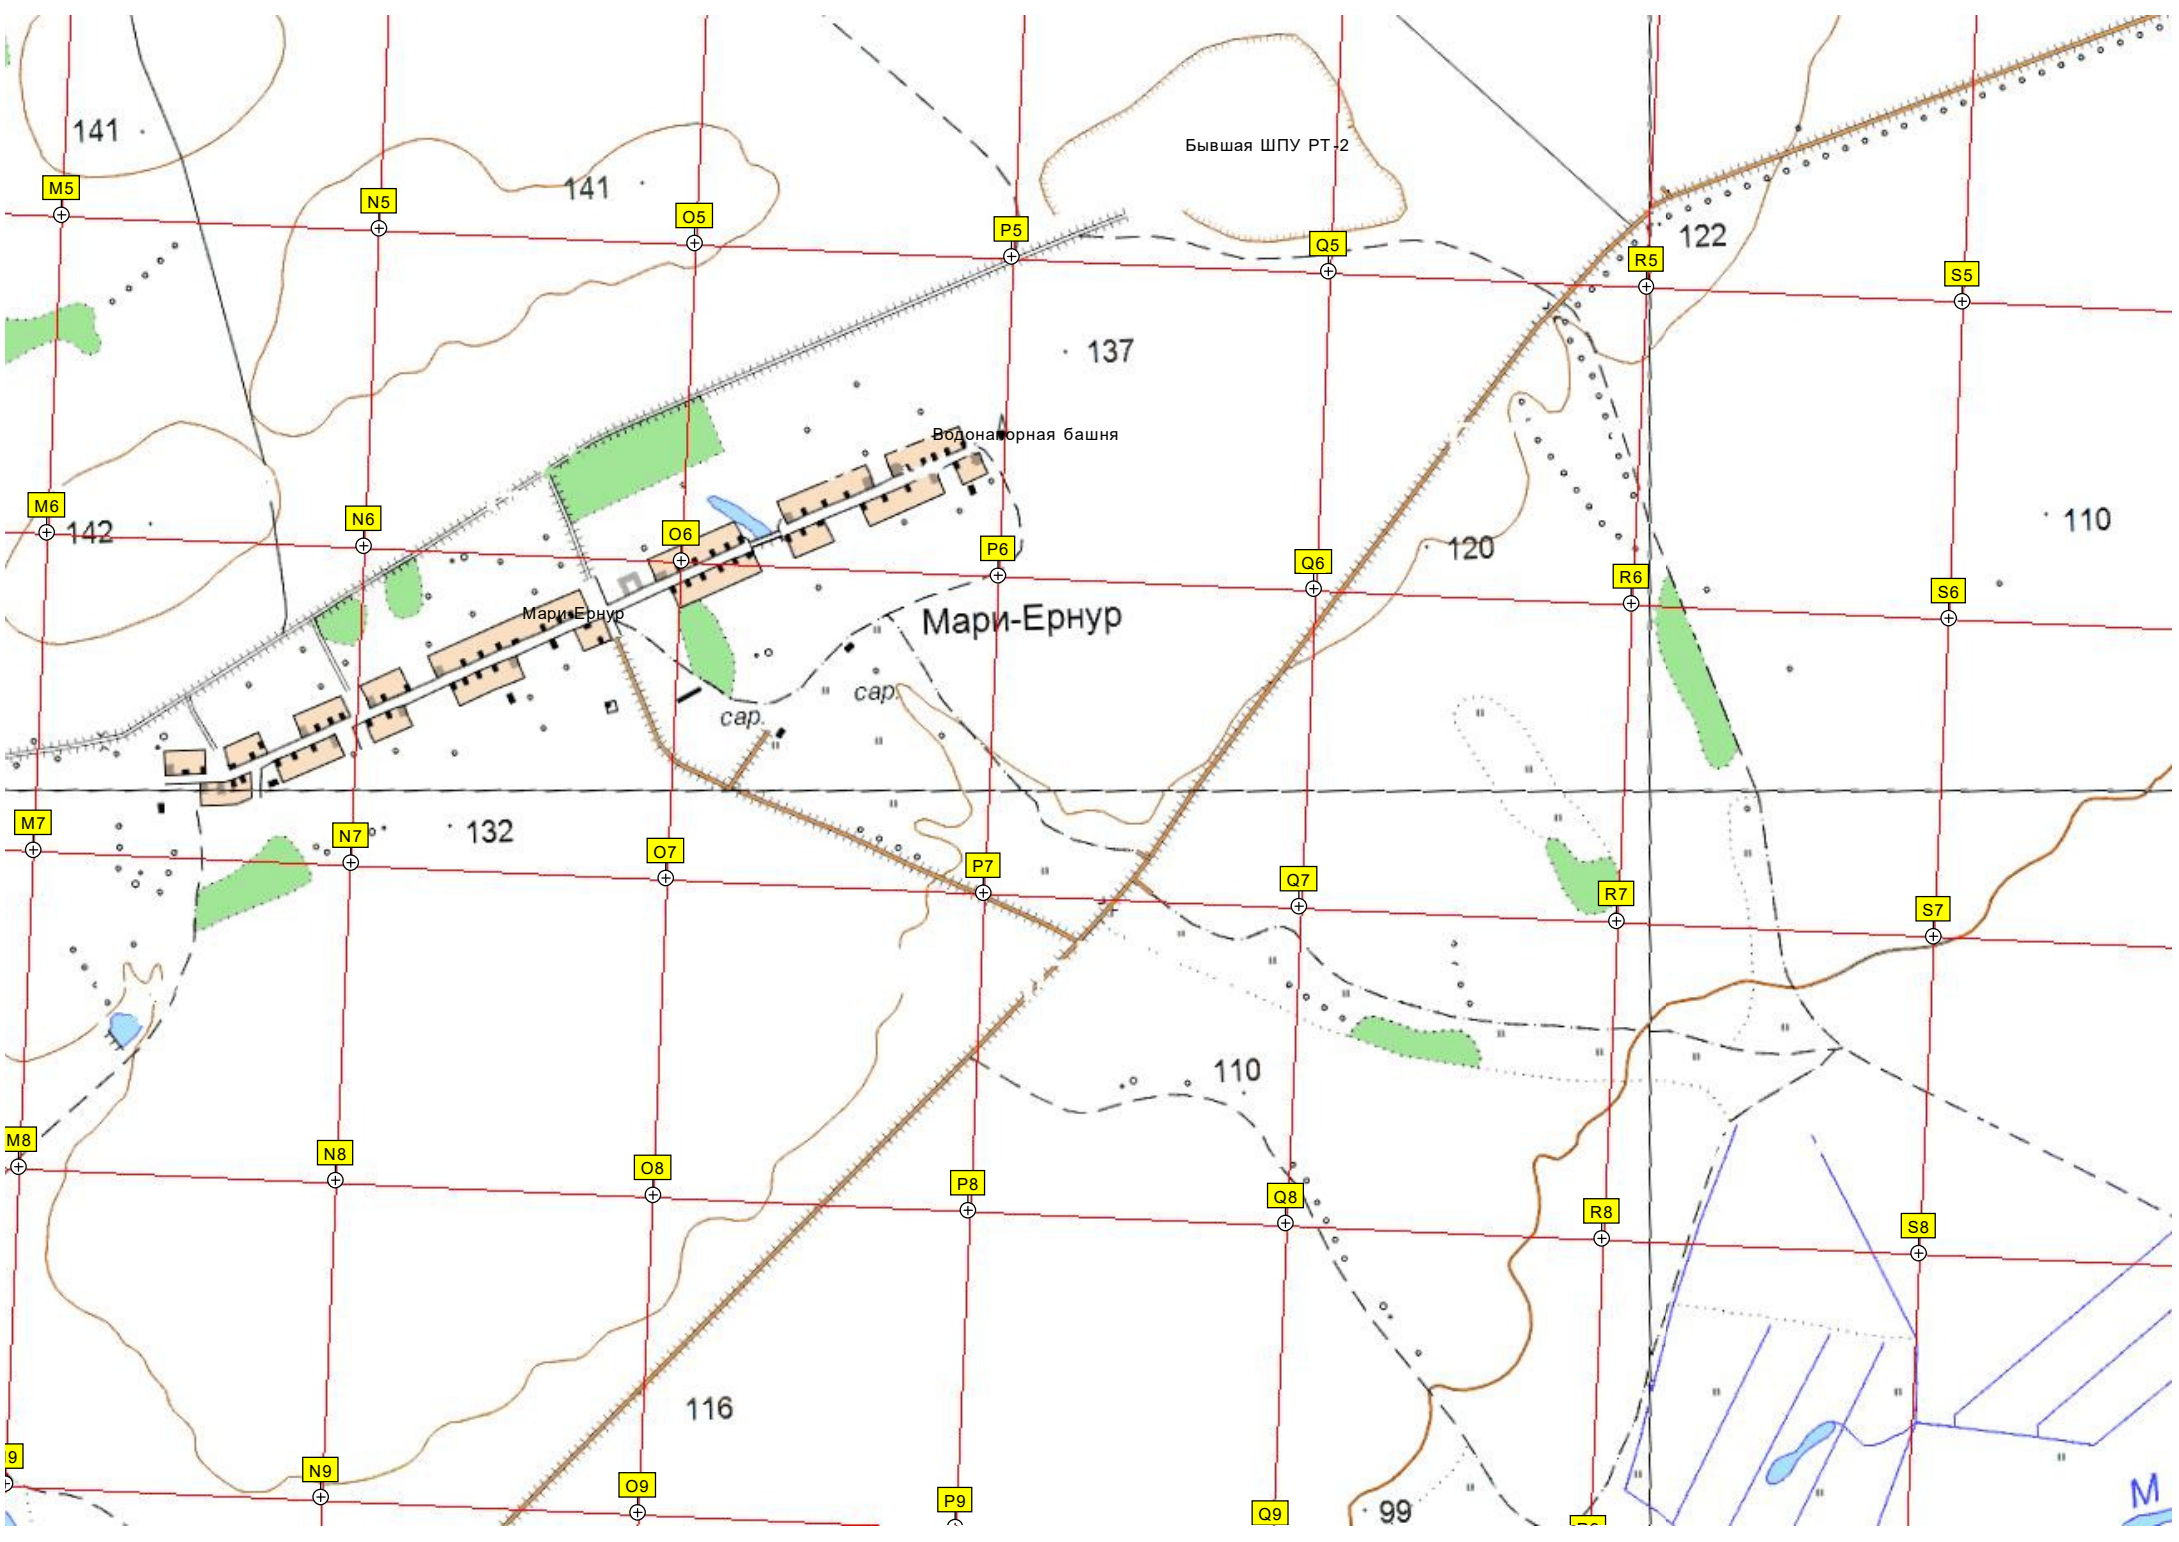 141
Бывшая ШПУ РТ-2
M5
N5
141
O5
P5
Q5
122
R5
S5
137
Водонапорная башня
M6
142
N6
O6
P6
Q6
120
R6
110
S6
Мари-Ернур
Мари-Ернур
сар.
сар.
M7
N7
132
O7
P7
Q7
R7
S7
110
M8
N8
O8
P8
Q8
R8
S8
116
9
N9
O9
P9
Q9
99
М